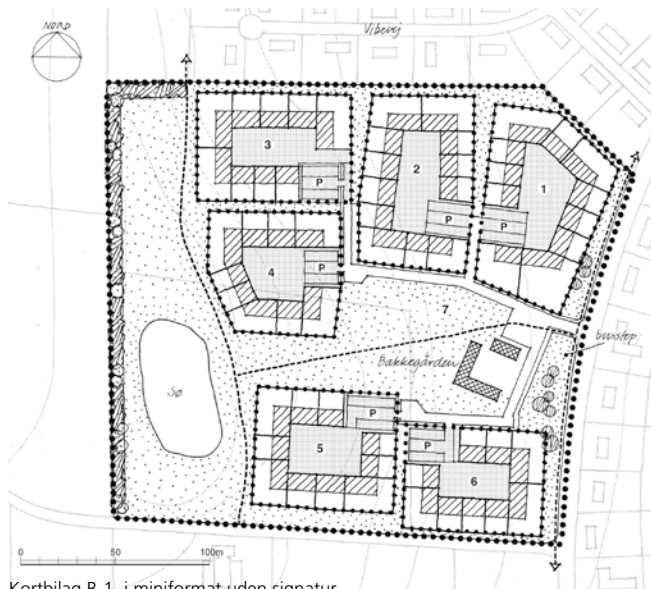 NORD
Vibevej
3
2
1
P
P
P
4
P
7
busstop
Bakkegården
Sø
P
P
5
6
0 50 100m
Kortbilag B 1, i miniformat uden signatur